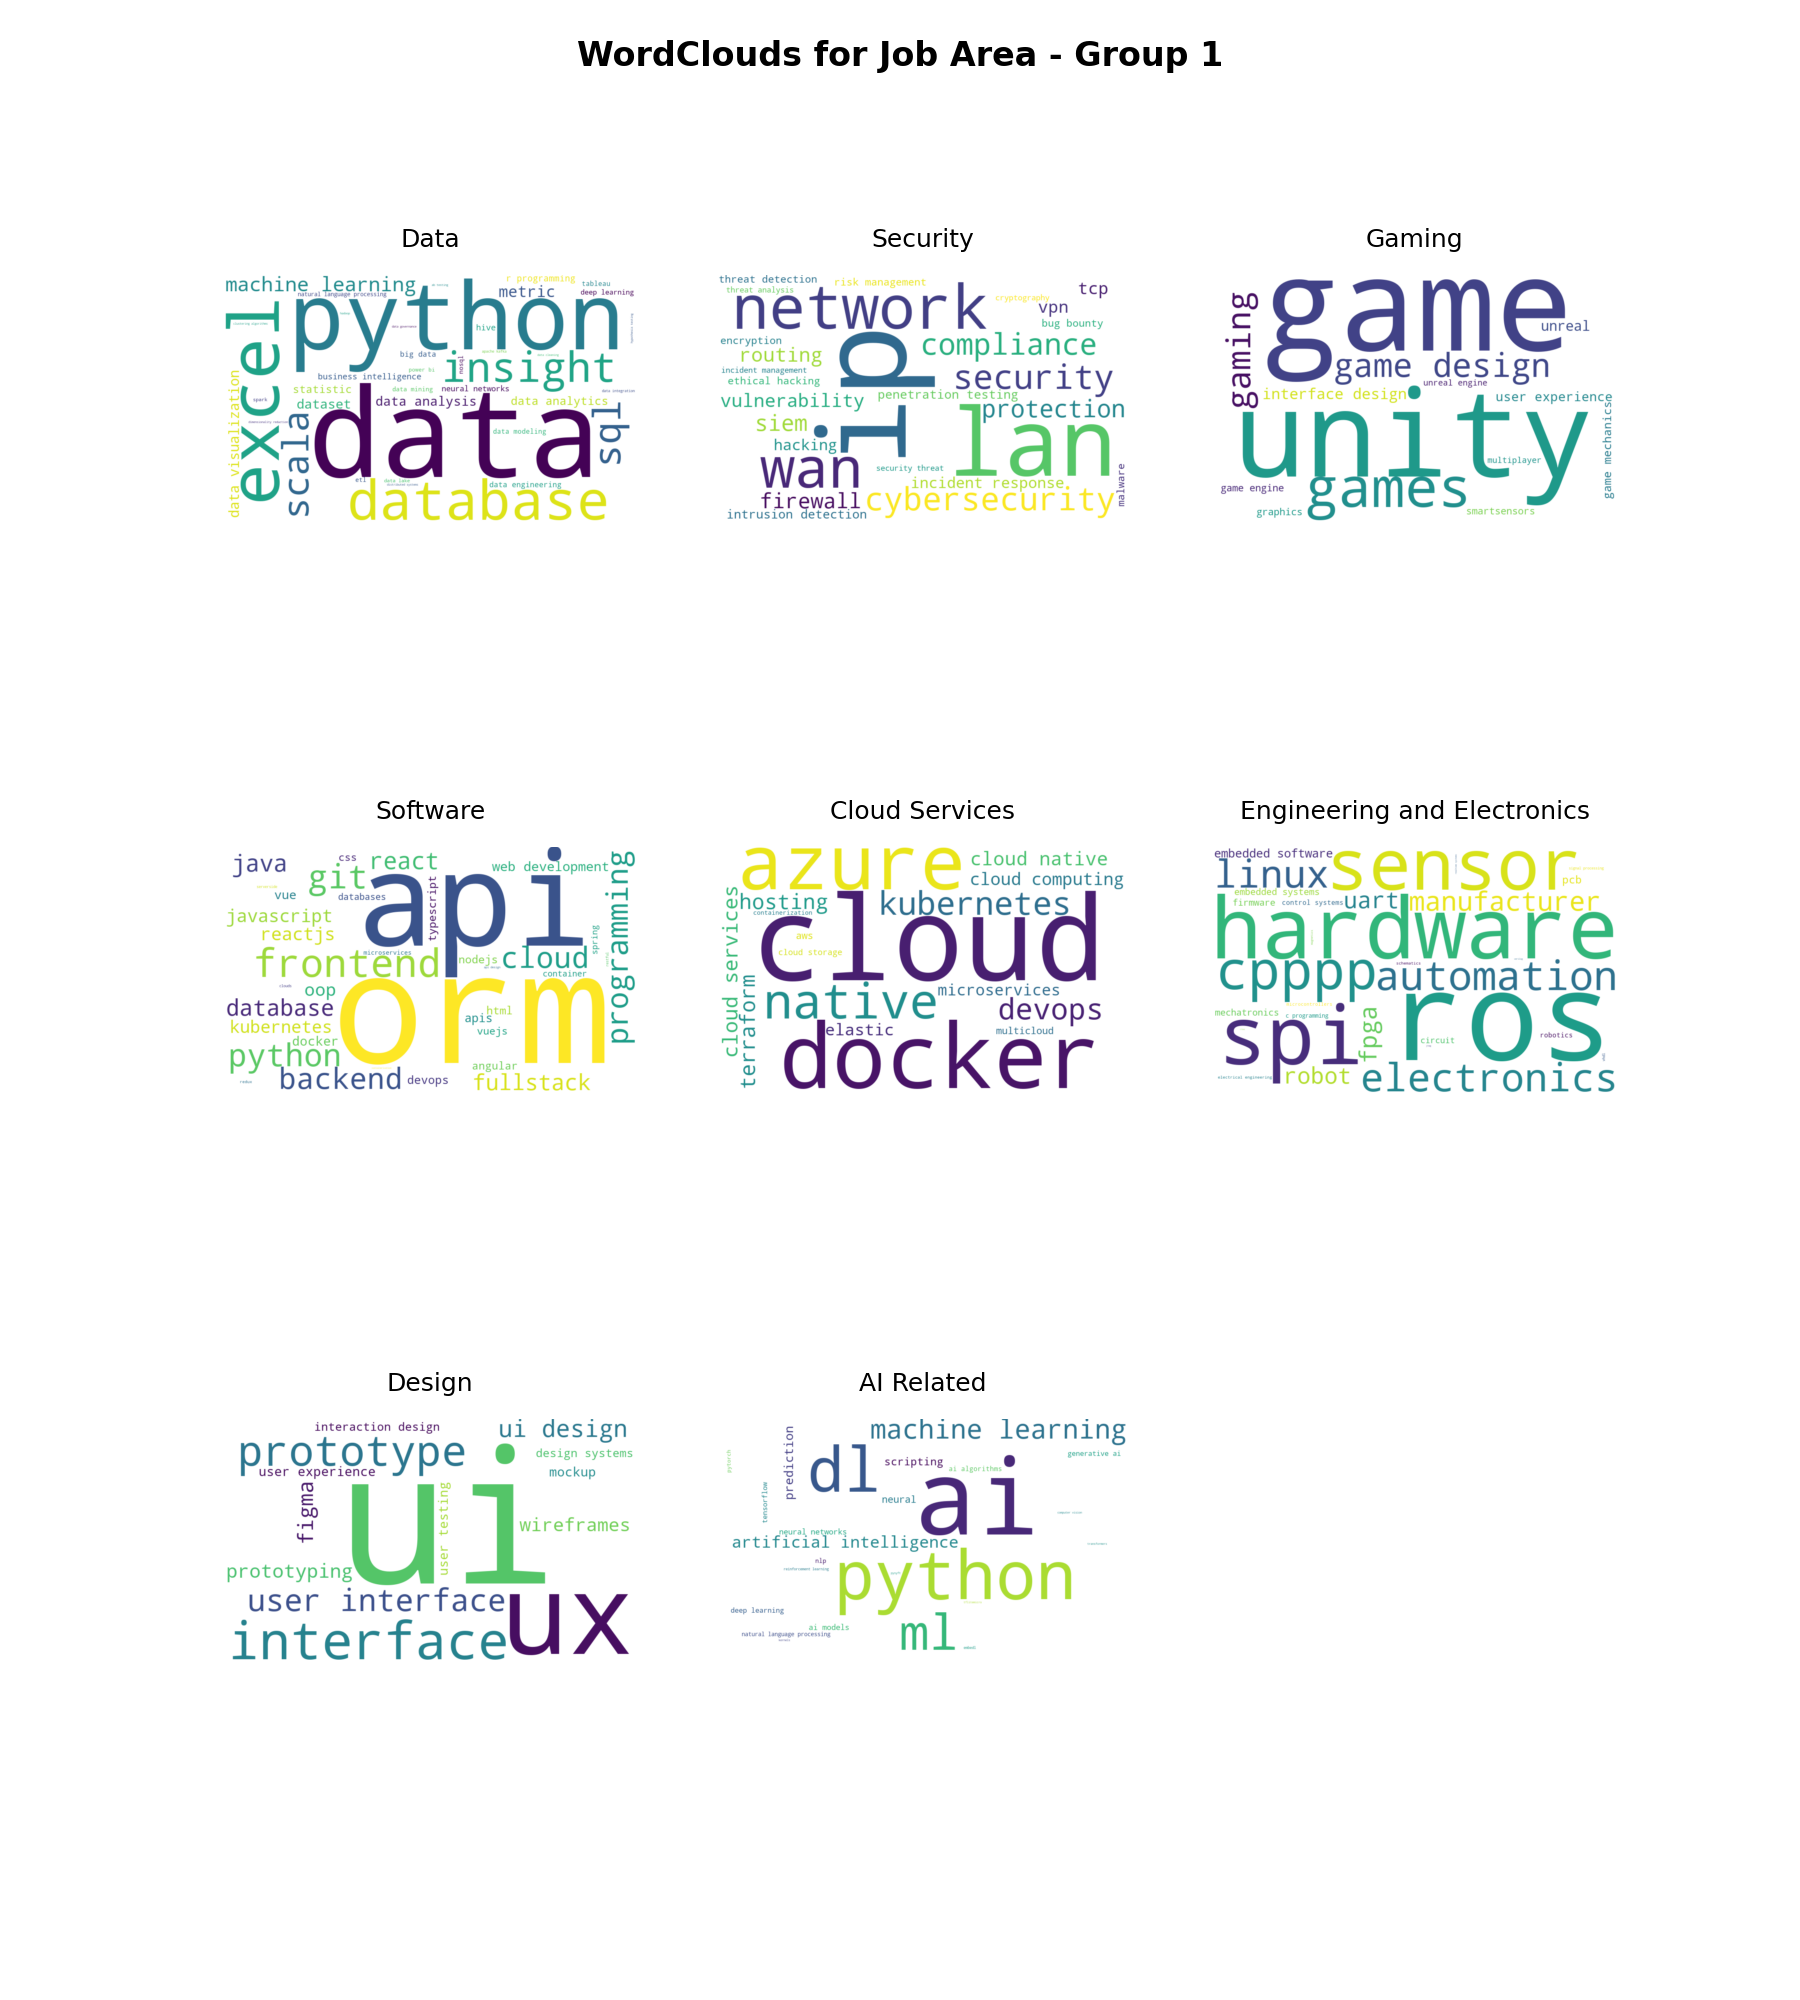 WordClouds for Job Area - Group 1
Data
machine learning
natural language processing
python
c programming
tableau
metric
deep learning
excel
hive
big data
insight
power bi
business intelligence
nosql
statistic
data mining
neural networks
data visualization
spark
dataset
data analysis
data analytics
scala
data
sql
data modeling
etl
data lake
data engineering
database
data integration
Security
threat detection
threat analysis
risk management
cryptography
tcp
network
vpn
bug bounty
encryption
routing
ip
compliance
incident management
ethical hacking
security
penetration testing
vulnerability
protection
siem
lan
hacking
wan
security threat
malware
incident response
firewall
cybersecurity
intrusion detection
Gaming
game
gaming
unreal
game design
unreal engine
interface design
user experience
unity
game mechanics
multiplayer
game engine
games
graphics
smartsensors
Software
java
css
react
web development
git
api
programming
vue
databases
typescript
javascript
reactjs
spring
microservices
frontend
nodejs
cloud
container
oop
database
orm
html
apis
kubernetes
vuejs
docker
python
angular
backend
devops
fullstack
Cloud Services
azure
cloud native
cloud computing
hosting
kubernetes
containerization
cloud
cloud services
aws
cloud storage
native
microservices
terraform
devops
elastic
multicloud
docker
Engineering and Electronics
embedded software
sensor
linux
pcb
embedded systems
firmware
control systems
uart
manufacturer
hardware
cpppp
automation
schematics
ros
mechatronics
c programming
spi
fpga
circuit
robotics
electrical engineering
robot
electronics
Design
interaction design
ui design
prototype
design systems
user experience
mockup
ui
figma
user testing
wireframes
prototyping
user interface
ux
interface
AI Related
machine learning
prediction
generative ai
dl
scripting
ai algorithms
pytorch
ai
tensorflow
neural
computer vision
neural networks
artificial intelligence
transformers
nlp
reinforcement learning
python
deep learning
ai models
ml
natural language processing